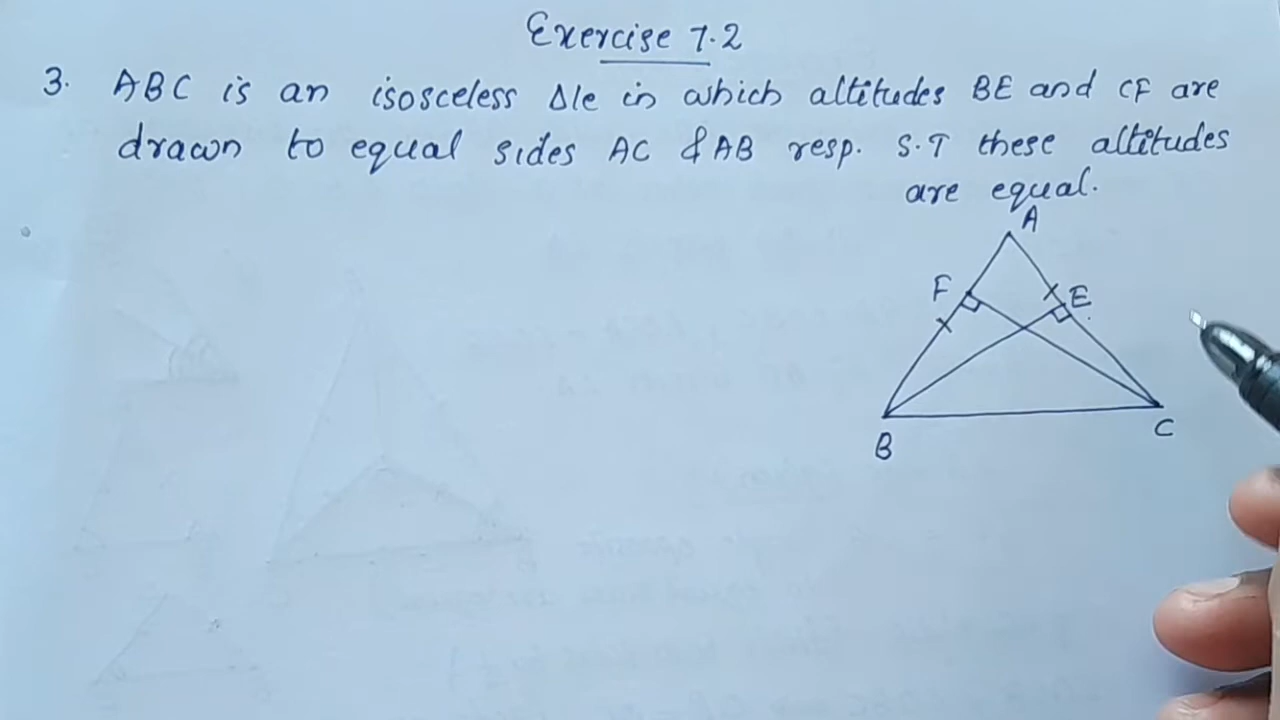 Exercise 7.2
3. ABC is an isosceless Δle in which altitudes BE and CF are
drawn to equal sides AC & AB resp. S.T these altitudes
are equal.
A
F
E
B
C